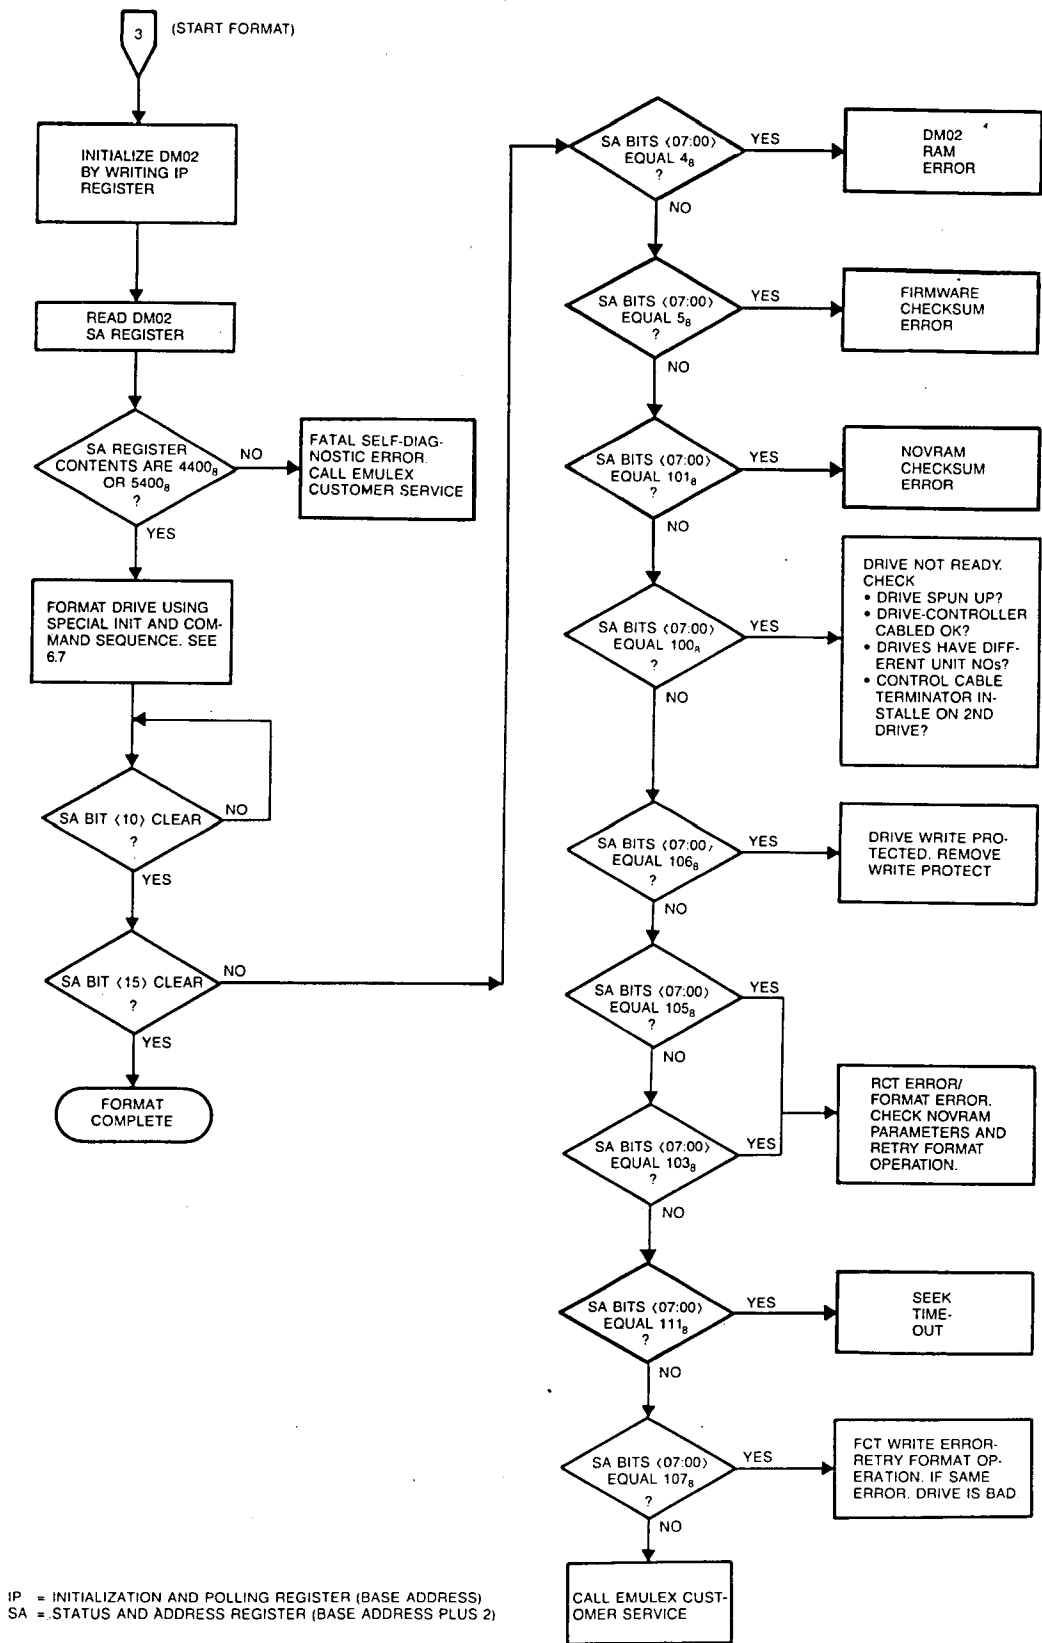 3
(START FORMAT)
INITIALIZE DM02
BY WRITING IP
REGISTER
READ DM02
SA REGISTER
SA REGISTER
CONTENTS ARE 4400₈
OR 5400₈
?
NO
YES
FATAL SELF-DIAG-
NOSTIC ERROR.
CALL EMULEX
CUSTOMER SERVICE
FORMAT DRIVE USING
SPECIAL INIT AND COM-
MAND SEQUENCE. SEE
6.7
SA BIT ⟨10⟩ CLEAR
?
NO
YES
SA BIT ⟨15⟩ CLEAR
?
NO
YES
FORMAT
COMPLETE
SA BITS ⟨07:00⟩
EQUAL 4₈
?
YES
NO
DM02
RAM
ERROR
SA BITS ⟨07:00⟩
EQUAL 5₈
?
YES
NO
FIRMWARE
CHECKSUM
ERROR
SA BITS ⟨07:00⟩
EQUAL 101₈
?
YES
NO
NOVRAM
CHECKSUM
ERROR
SA BITS ⟨07:00⟩
EQUAL 100₈
?
YES
NO
DRIVE NOT READY.
CHECK
• DRIVE SPUN UP?
• DRIVE-CONTROLLER
CABLED OK?
• DRIVES HAVE DIFF-
ERENT UNIT NOs?
• CONTROL CABLE
TERMINATOR IN-
STALLE ON 2ND
DRIVE?
SA BITS ⟨07:00⟩
EQUAL 106₈
?
YES
NO
DRIVE WRITE PRO-
TECTED. REMOVE
WRITE PROTECT
SA BITS ⟨07:00⟩
EQUAL 105₈
?
YES
NO
SA BITS ⟨07:00⟩
EQUAL 103₈
?
YES
NO
RCT ERROR/
FORMAT ERROR.
CHECK NOVRAM
PARAMETERS AND
RETRY FORMAT
OPERATION.
SA BITS ⟨07:00⟩
EQUAL 111₈
?
YES
NO
SEEK
TIME-
OUT
SA BITS ⟨07:00⟩
EQUAL 107₈
?
YES
NO
FCT WRITE ERROR-
RETRY FORMAT OP-
ERATION. IF SAME
ERROR. DRIVE IS BAD.
CALL EMULEX CUST-
OMER SERVICE
IP = INITIALIZATION AND POLLING REGISTER (BASE ADDRESS)
SA = STATUS AND ADDRESS REGISTER (BASE ADDRESS PLUS 2)